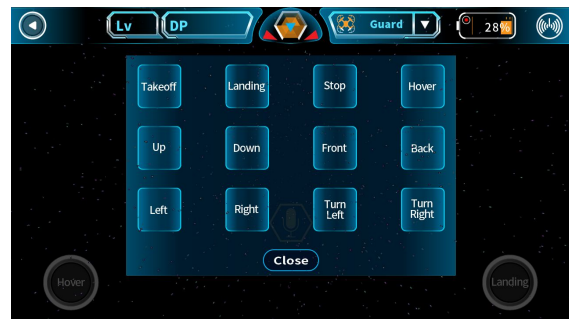 Lv DP Guard 28%
Takeoff Landing Stop Hover
Up Down Front Back
Left Right Turn Left Turn Right
Close
Hover Landing